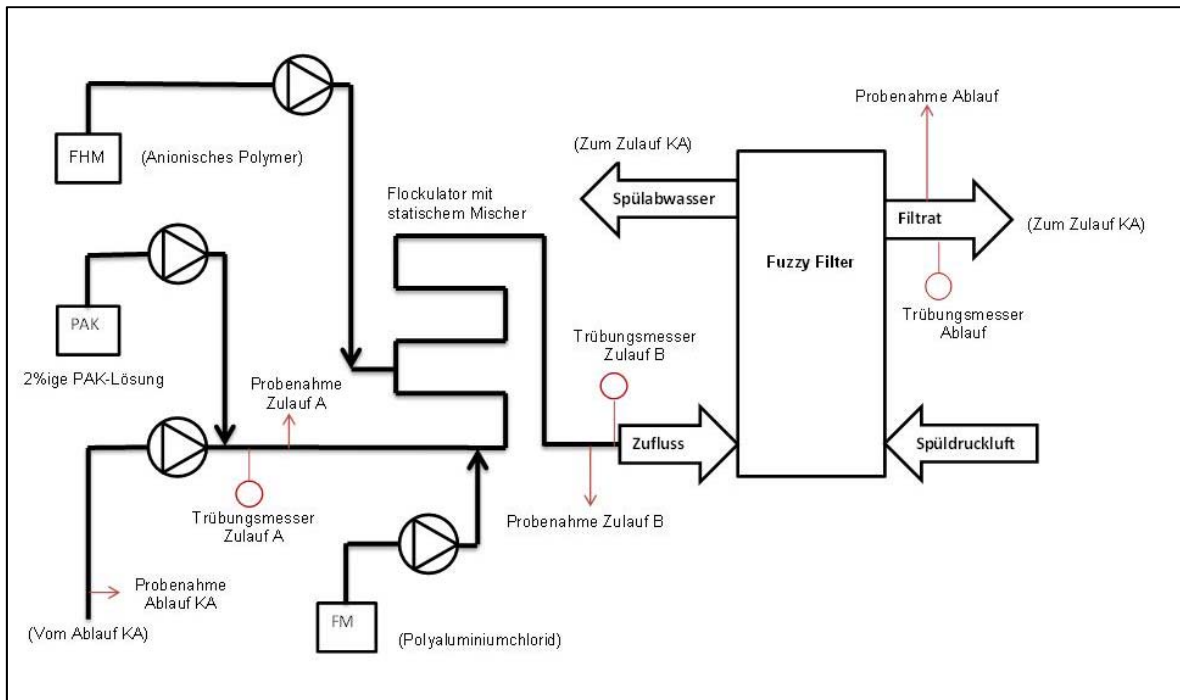 Probenahme Ablauf
FHM
(Anionisches Polymer)
(Zum Zulauf KA)
Flockulator mit
statischem Mischer
Spülabwasser
Filtrat
(Zum Zulauf KA)
Fuzzy Filter
PAK
2%ige PAK-Lösung
Trübungsmesser
Ablauf
Trübungsmesser
Zulauf B
Probenahme
Zulauf A
Zufluss
Spüldruckluft
Trübungsmesser
Zulauf A
Probenahme Zulauf B
Probenahme
Ablauf KA
FM
(Vom Ablauf KA)
(Polyaluminiumchlorid)